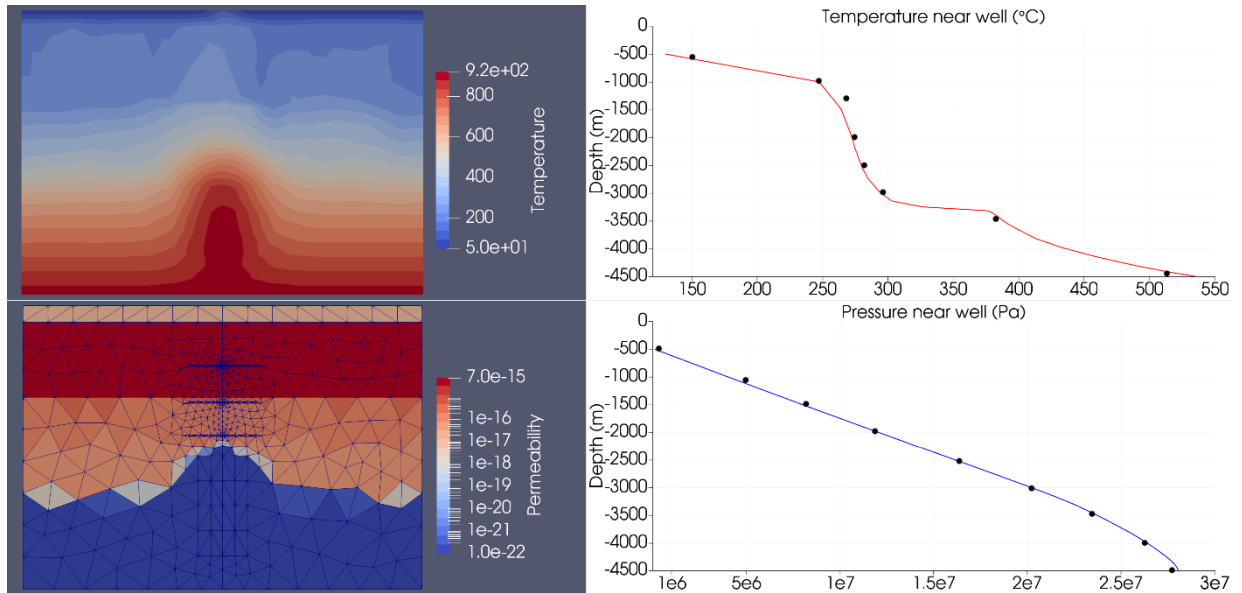 9.2e+02
800
600
400
200
5.0e+01
Temperature
Temperature near well (°C)
0
-500
-1000
-1500
-2000
-2500
-3000
-3500
-4000
-4500
Depth (m)
150
200
250
300
350
400
450
500
550
7.0e-15
1e-16
1e-17
1e-18
1e-19
1e-20
1e-21
1.0e-22
Permeability
Pressure near well (Pa)
0
-500
-1000
-1500
-2000
-2500
-3000
-3500
-4000
-4500
Depth (m)
1e6
5e6
1e7
1.5e7
2e7
2.5e7
3e7